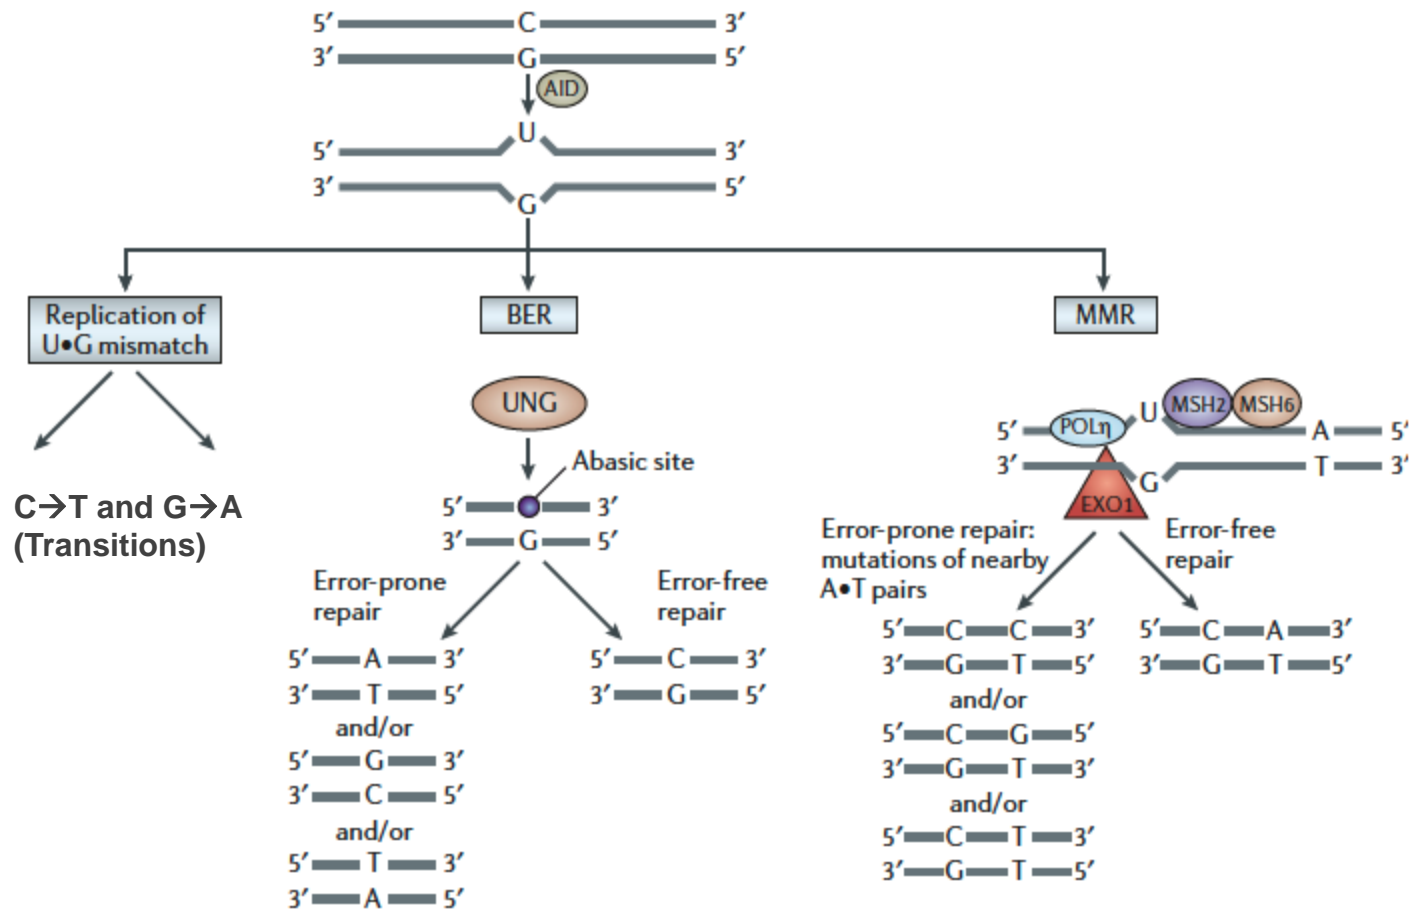 5′ C 3′
3′ G 5′
AID
U
5′ 3′
3′ 5′
G
Replication of
U•G mismatch
C→T and G→A
(Transitions)
BER
UNG
Abasic site
5′ 3′
3′ G 5′
Error-prone
repair
Error-free
repair
5′ A 3′
3′ T 5′
and/or
5′ G 3′
3′ C 5′
and/or
5′ T 3′
3′ A 5′
5′ C 3′
3′ G 5′
MMR
U MSH2 MSH6
5′ POLη A 5′
3′ T 3′
G
EXO1
Error-prone repair:
mutations of nearby
A•T pairs
Error-free
repair
5′ C C 3′
3′ G T 5′
and/or
5′ C G 5′
3′ G T 3′
and/or
5′ C T 3′
3′ G T 5′
5′ C A 3′
3′ G T 5′